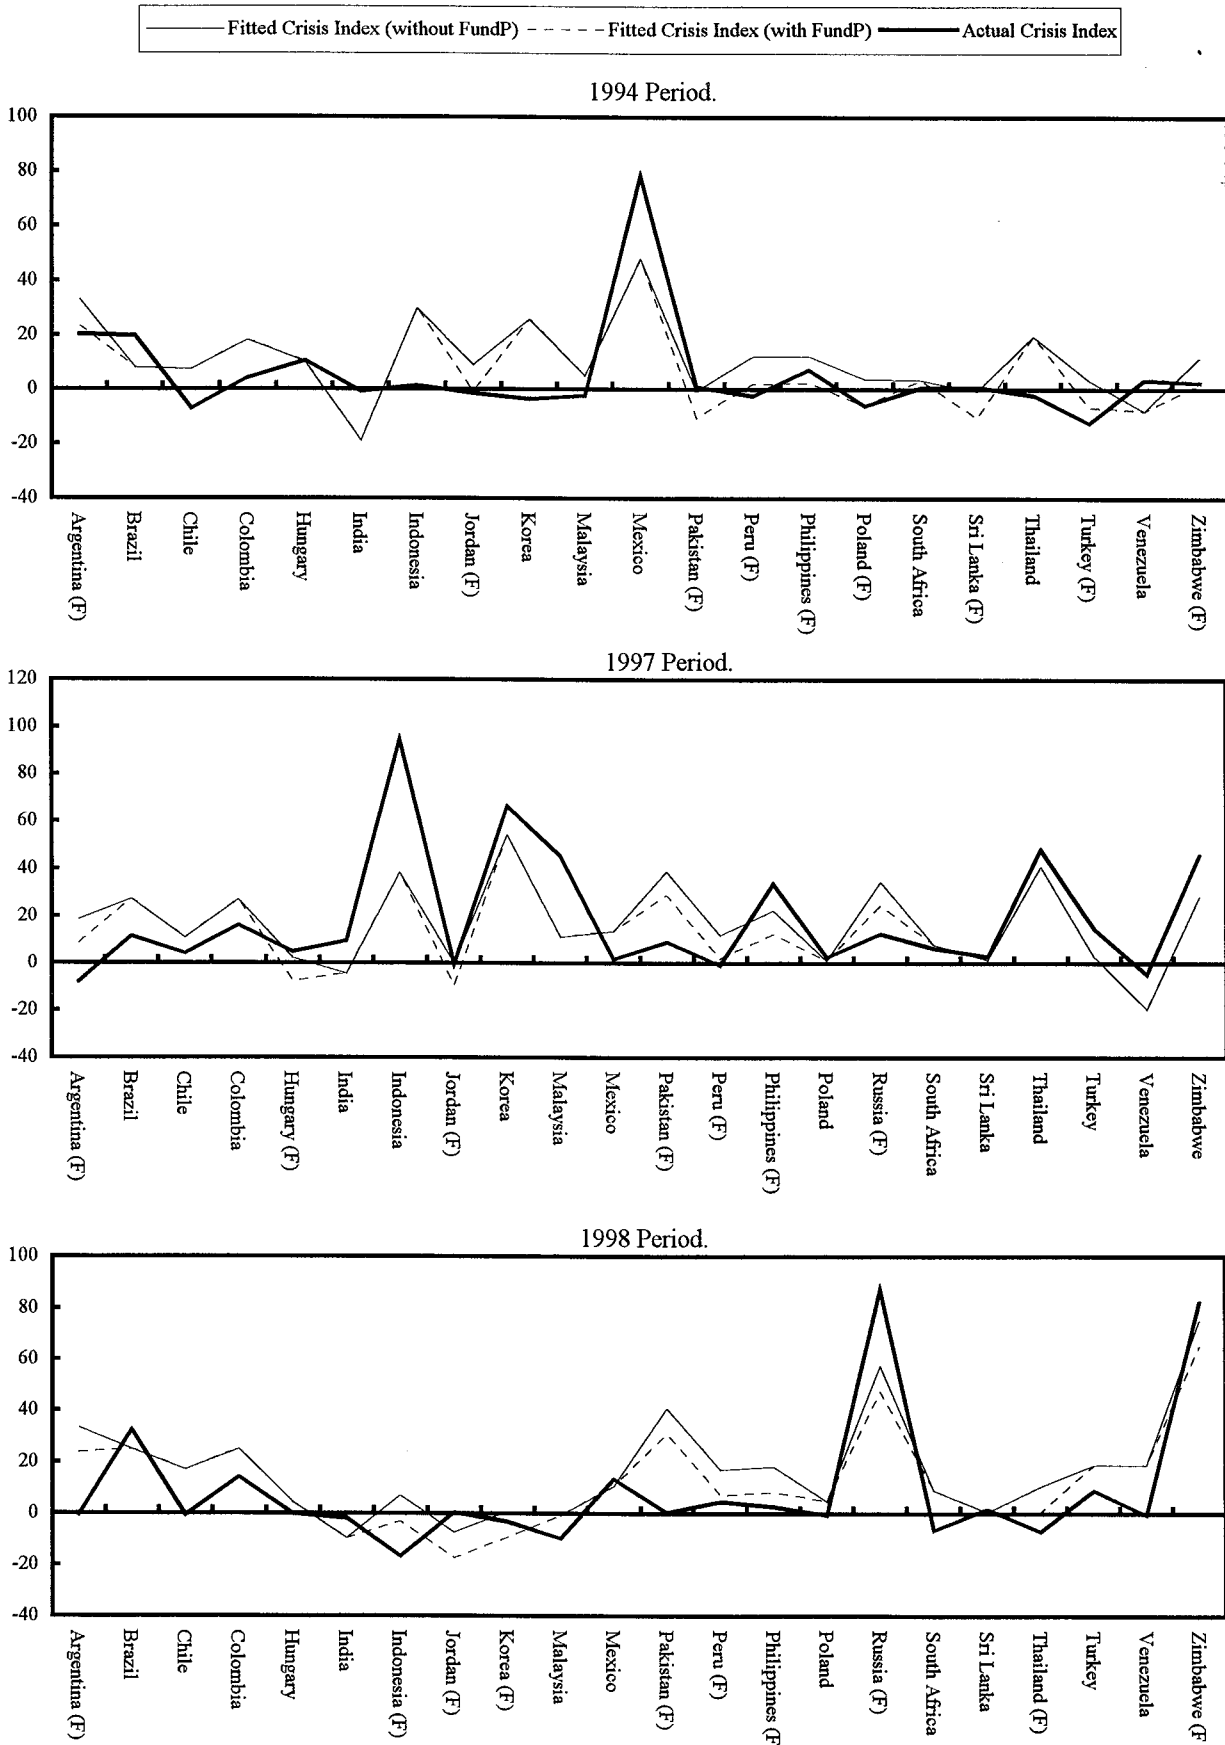 Fitted Crisis Index (without FundP) Fitted Crisis Index (with FundP) Actual Crisis Index
1994 Period.
100
80
60
40
20
0
-20
-40
Argentina (F)
Brazil
Chile
Colombia
Hungary
India
Indonesia
Jordan (F)
Korea
Malaysia
Mexico
Pakistan (F)
Peru (F)
Philippines (F)
Poland (F)
South Africa
Sri Lanka (F)
Thailand
Turkey (F)
Venezuela
Zimbabwe (F)
1997 Period.
120
100
80
60
40
20
0
-20
-40
Argentina (F)
Brazil
Chile
Colombia
Hungary (F)
India
Indonesia
Jordan (F)
Korea
Malaysia
Mexico
Pakistan (F)
Peru (F)
Philippines (F)
Poland
Russia (F)
South Africa
Sri Lanka
Thailand
Turkey
Venezuela
Zimbabwe
1998 Period.
100
80
60
40
20
0
-20
-40
Argentina (F)
Brazil
Chile
Colombia
Hungary
India
Indonesia (F)
Jordan (F)
Korea (F)
Malaysia
Mexico
Pakistan (F)
Peru (F)
Philippines (F)
Poland
Russia (F)
South Africa
Sri Lanka
Thailand (F)
Turkey
Venezuela
Zimbabwe (F